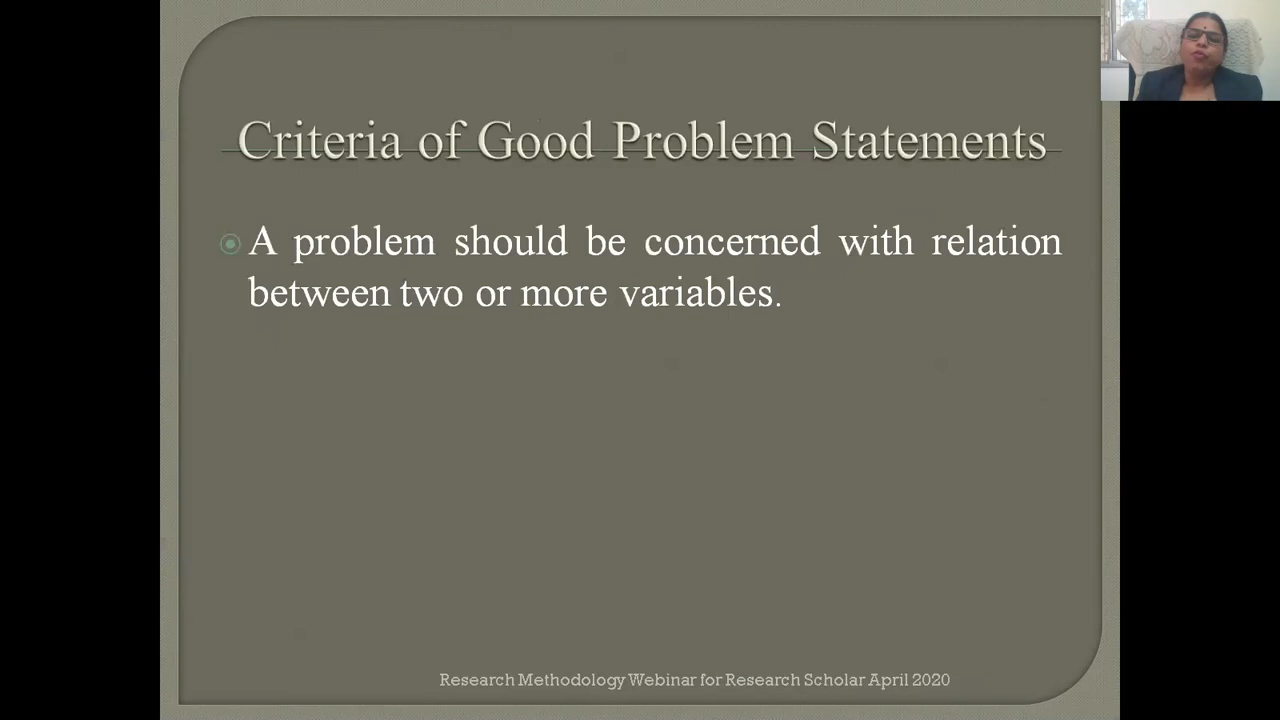 Criteria of Good Problem Statements
A problem should be concerned with relation
between two or more variables.
Research Methodology Webinar for Research Scholar April 2020